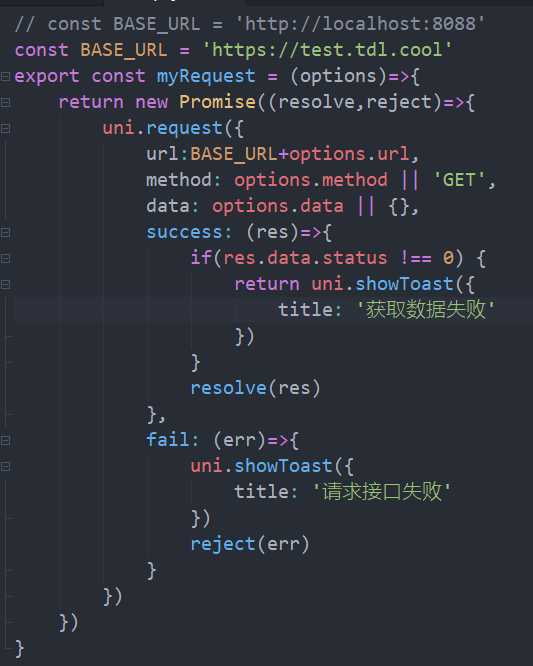 // const BASE_URL = 'http://localhost:8088'
const BASE_URL = 'https://test.tdl.cool'
export const myRequest = (options)=>{
    return new Promise((resolve,reject)=>{
        uni.request({
            url:BASE_URL+options.url,
            method: options.method || 'GET',
            data: options.data || {},
            success: (res)=>{
                if(res.data.status !== 0) {
                    return uni.showToast({
                        title: '获取数据失败'
                    })
                }
                resolve(res)
            },
            fail: (err)=>{
                uni.showToast({
                    title: '请求接口失败'
                })
                reject(err)
            }
        })
    })
}